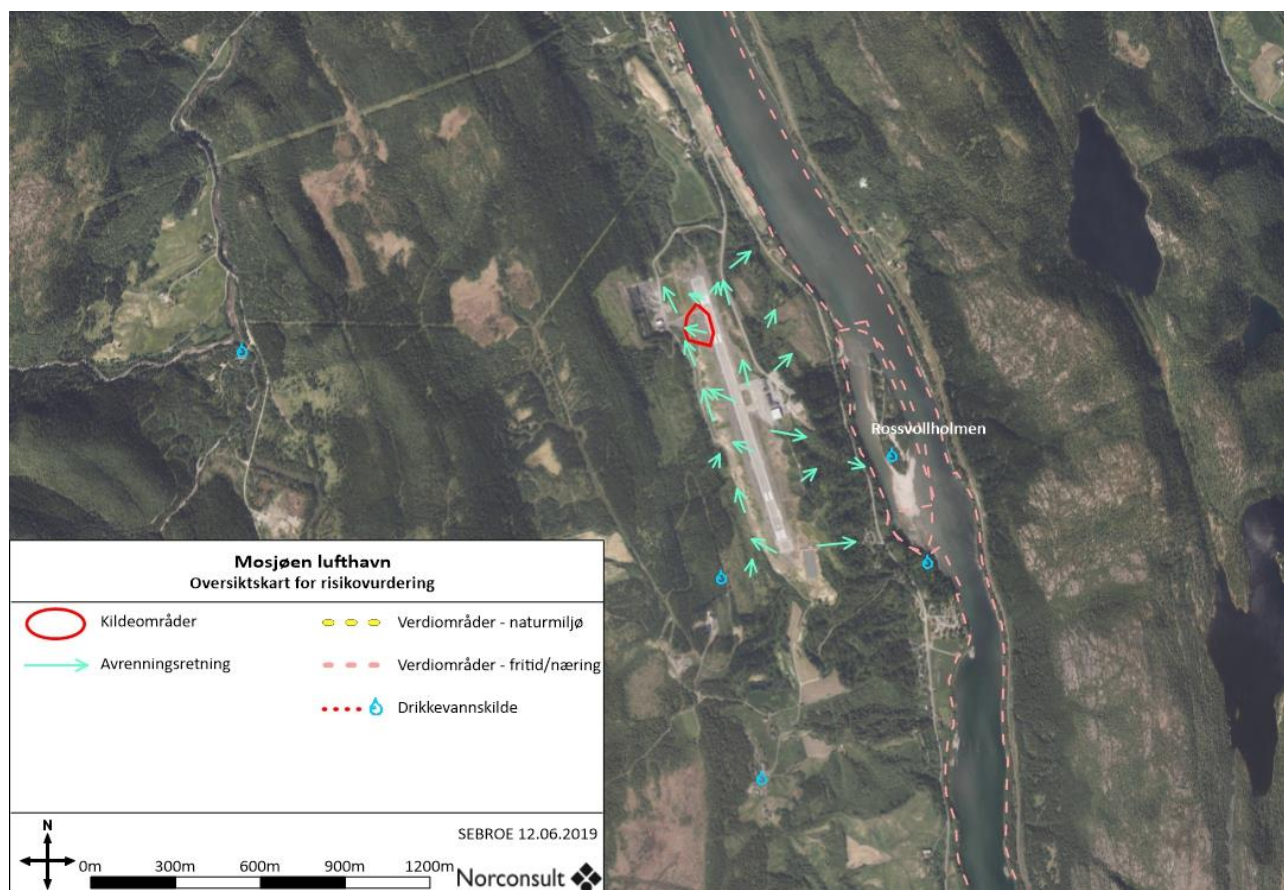 Rossvollholmen
Mosjøen lufthavn
Oversiktskart for risikovurdering
Kildeområder
Verdiområder - naturmiljø
Avrenningsretning
Verdiområder - fritid/næring
Drikkevannskilde
N
SEBROE 12.06.2019
0m 300m 600m 900m 1200m
Norconsult